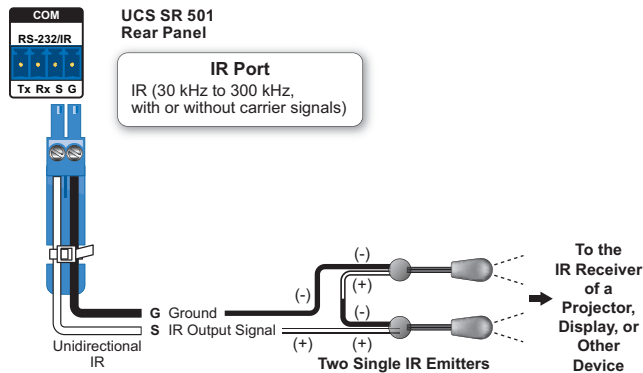 COM
RS-232/IR
Tx Rx S G
UCS SR 501
Rear Panel
IR Port
IR (30 kHz to 300 kHz,
with or without carrier signals)
(-)
(+)
(-)
(-)
G Ground
S IR Output Signal
(+)
(+)
Unidirectional
IR
Two Single IR Emitters
To the
IR Receiver
of a
Projector,
Display, or
Other
Device